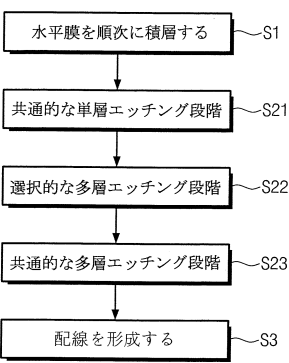 水平膜を順次に積層する S1
共通的な単層エッチング段階 S21
選択的な多層エッチング段階 S22
共通的な多層エッチング段階 S23
配線を形成する S3